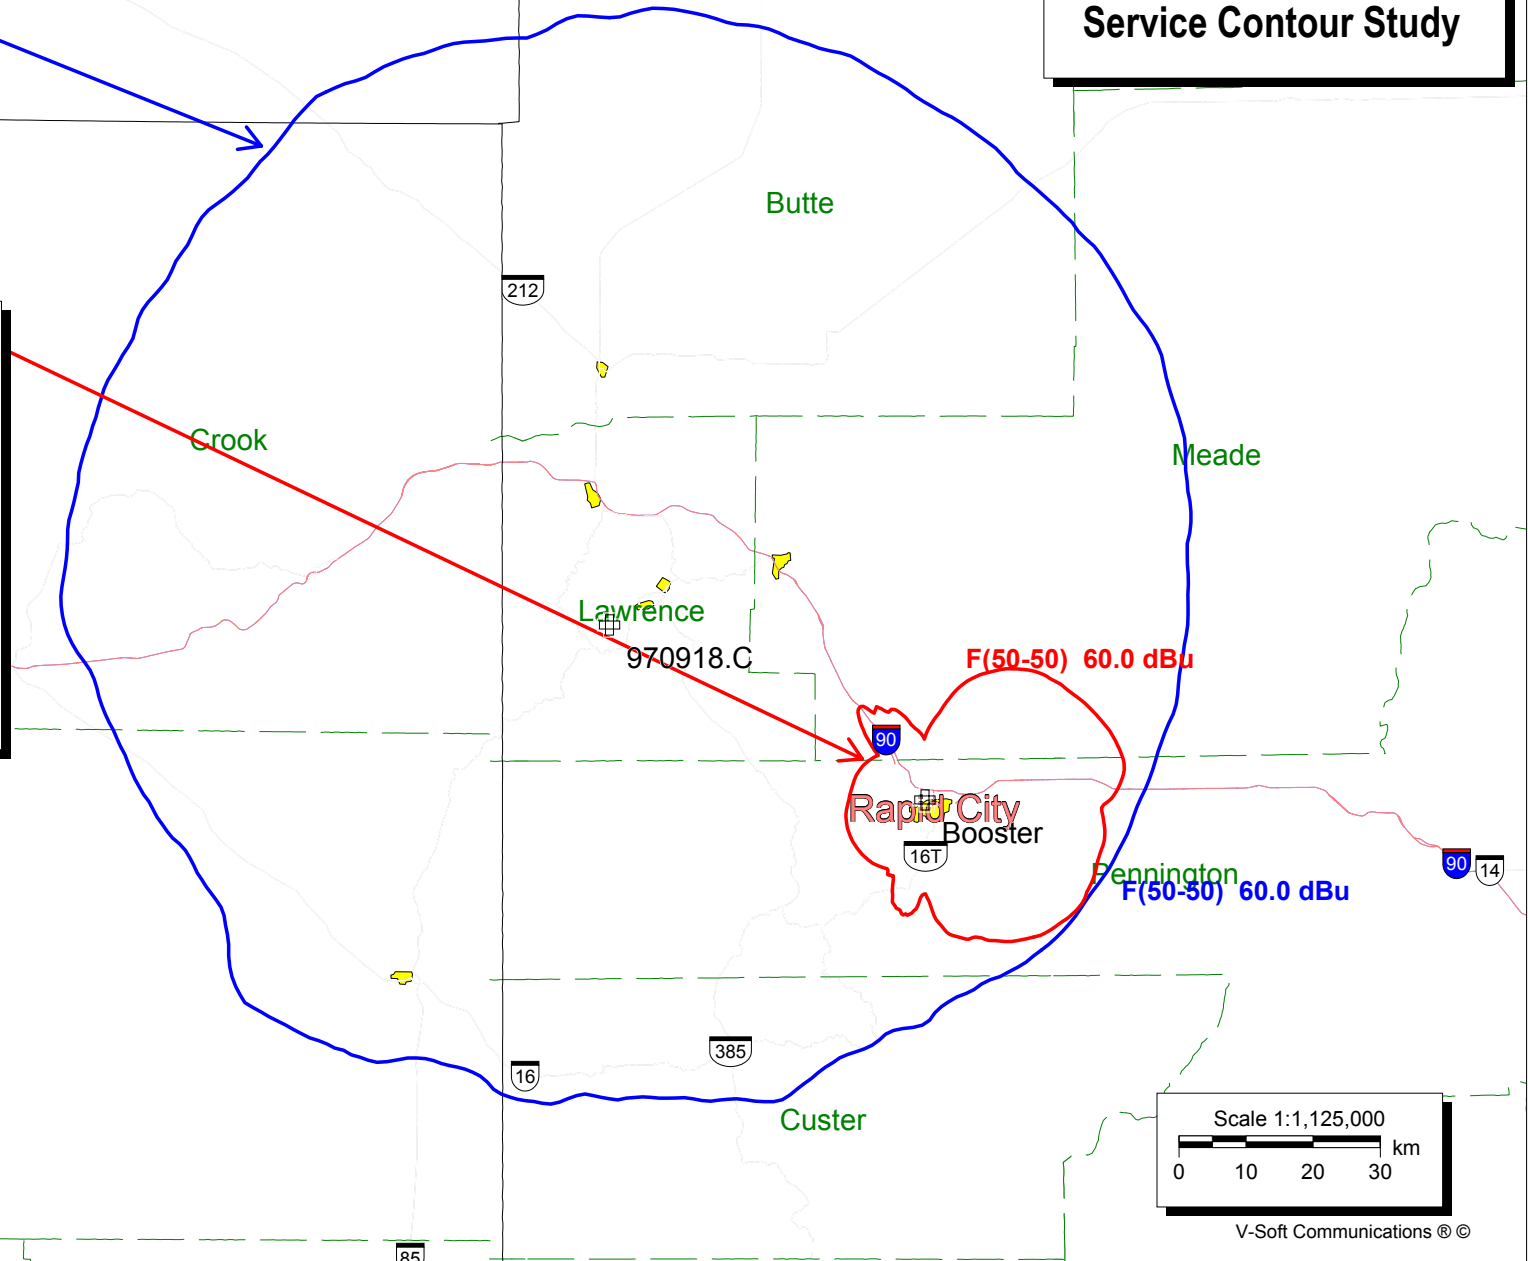 Service Contour Study
Butte
212
Crook
Meade
Lawrence
970918.C
F(50-50) 60.0 dBu
90
Rapid City
Booster
16T
Pennington
90
14
F(50-50) 60.0 dBu
385
16
Custer
Scale 1:1,125,000
km
0 10 20 30
V-Soft Communications ® ©
85